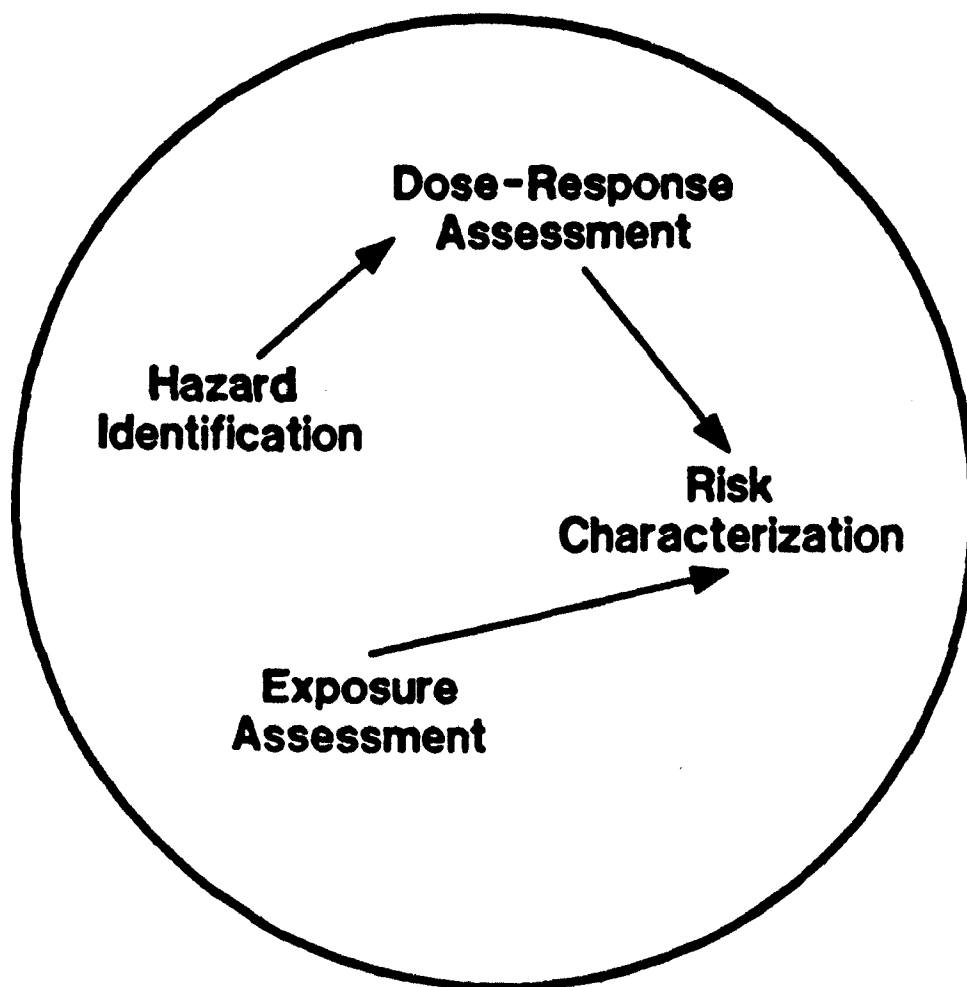 Dose-Response
Assessment
Hazard
Identification
Risk
Characterization
Exposure
Assessment